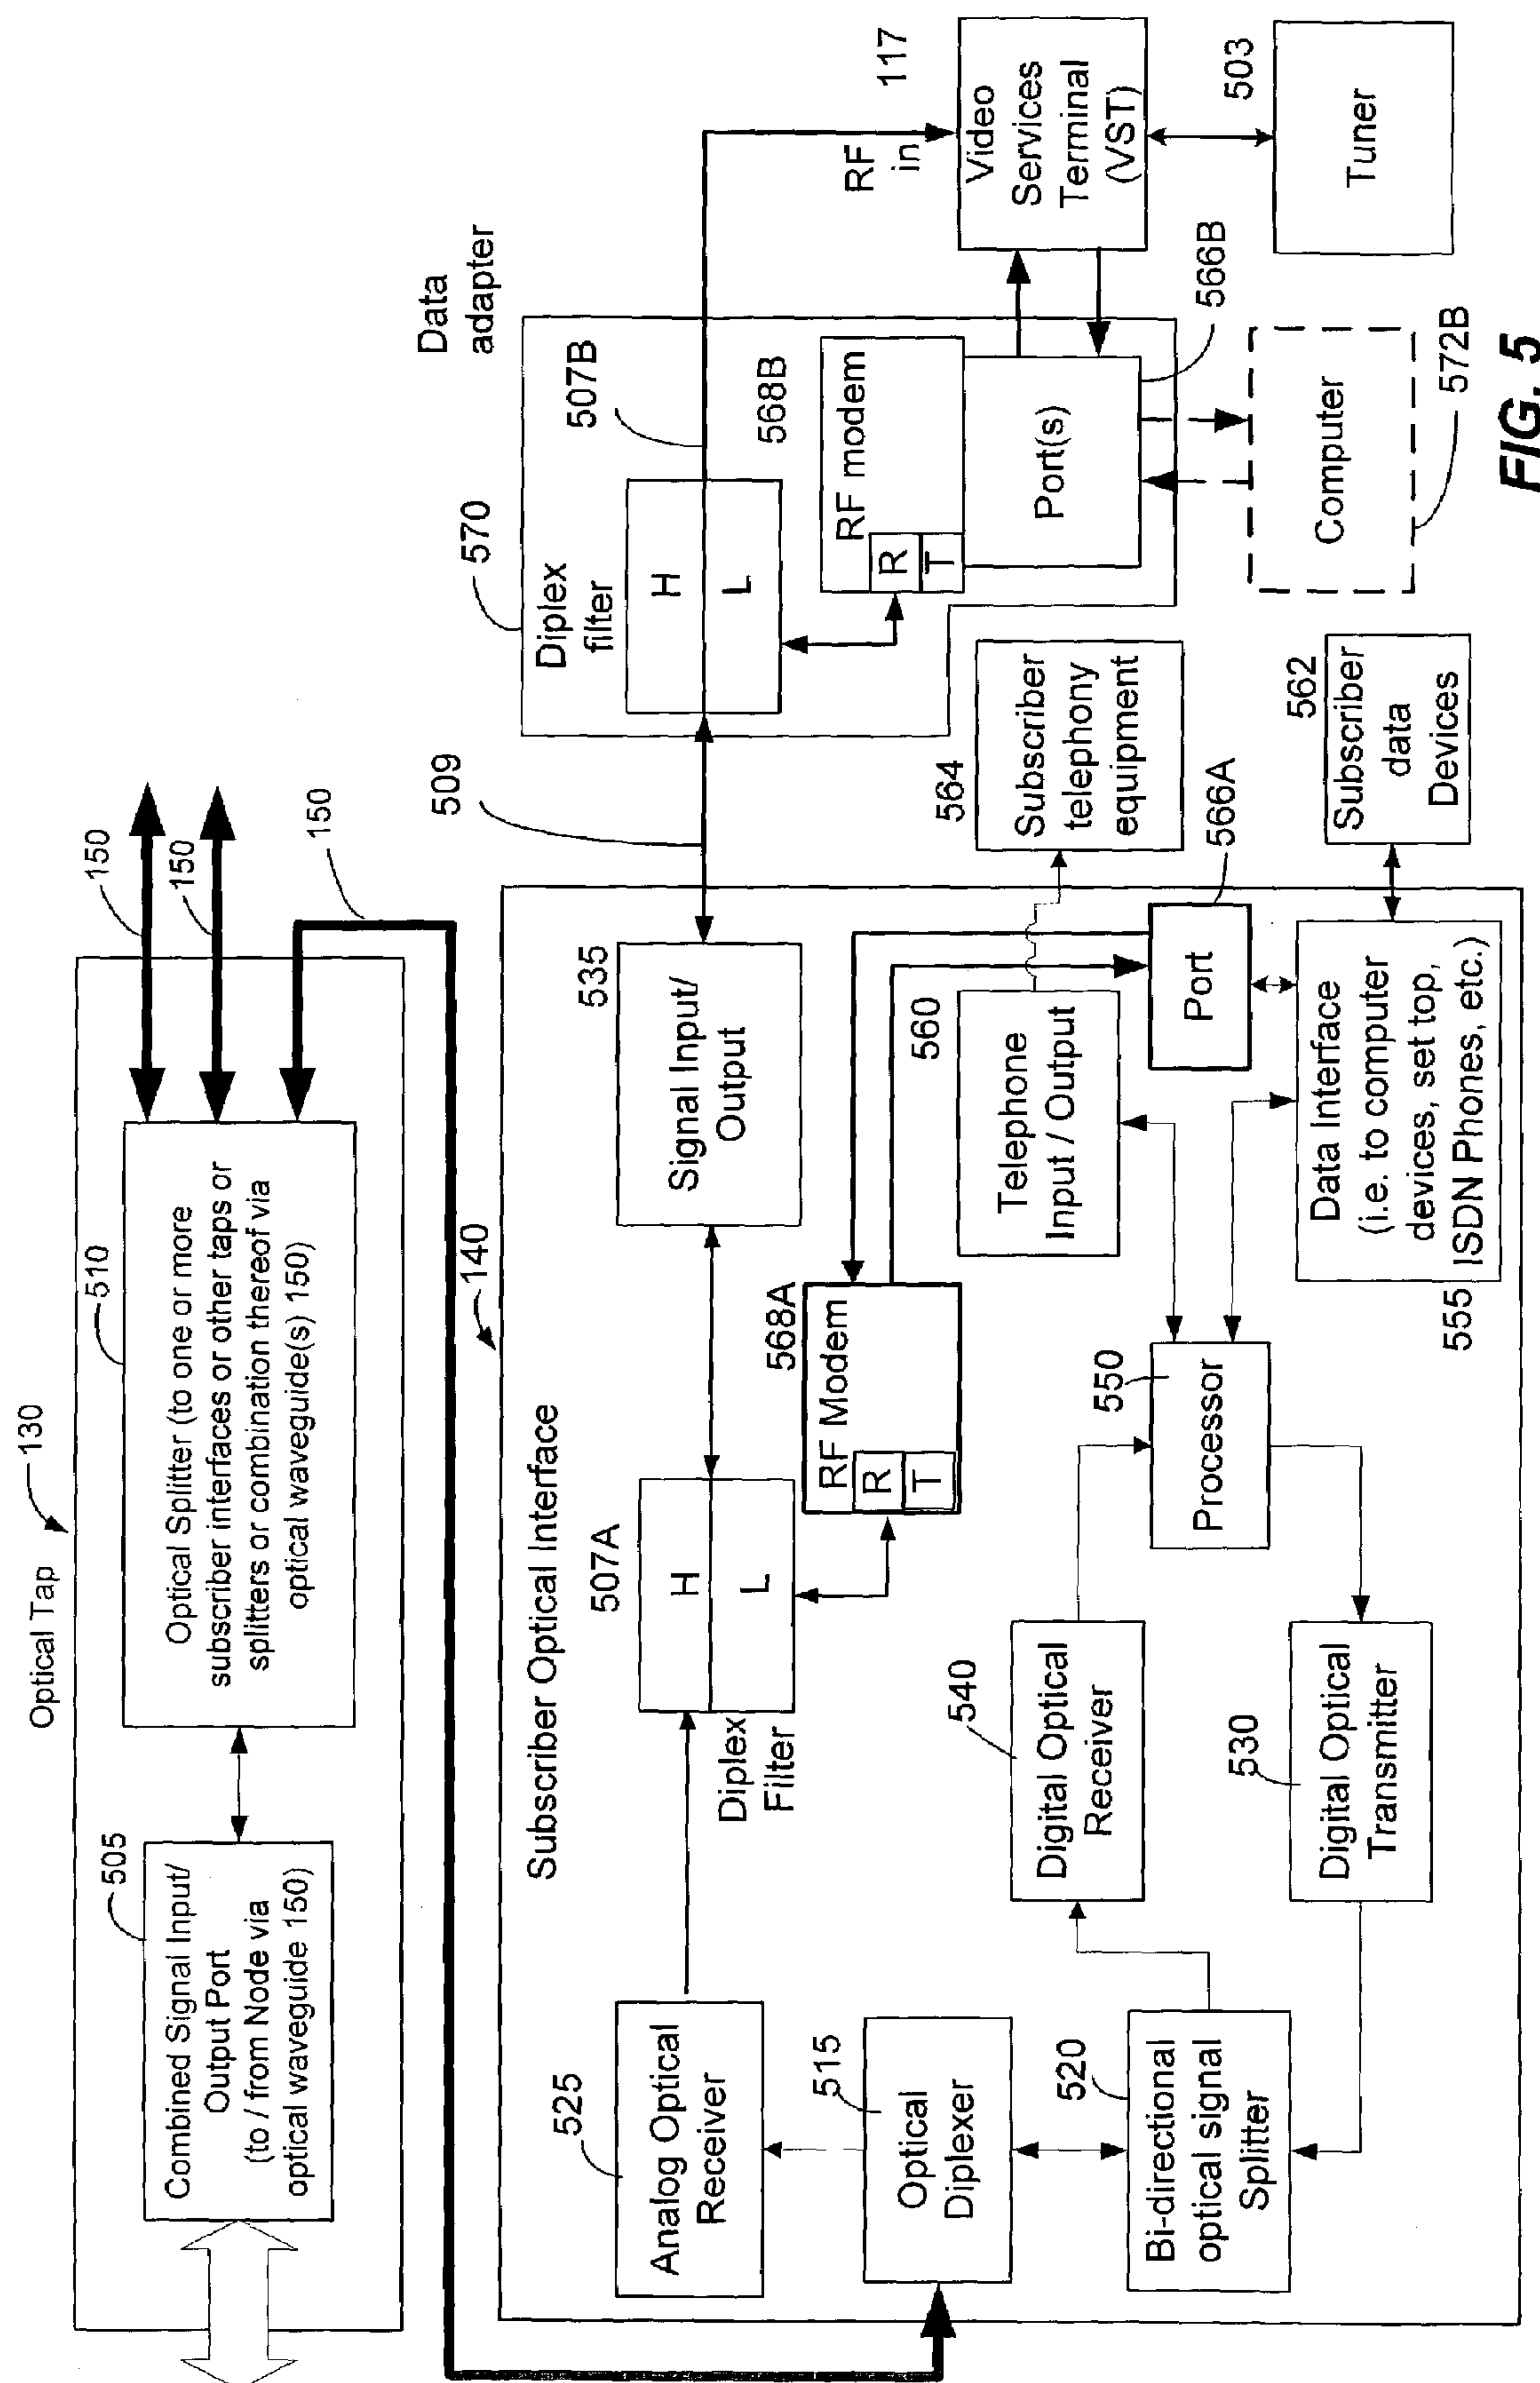 Optical Tap
130
505
Combined Signal Input/
Output Port
(to / from Node via
optical waveguide 150)
510
Optical Splitter (to one or more
subscriber interfaces or other taps or
splitters or combination thereof via
optical waveguide(s) 150)
150
150
150
140
Subscriber Optical Interface
525
Analog Optical
Receiver
515
Optical
Diplexer
520
Bi-directional
optical signal
Splitter
507A
H
L
Diplex
Filter
535
Signal Input/
Output
568A
RF Modem
R
T
540
Digital Optical
Receiver
530
Digital Optical
Transmitter
550
Processor
560
Telephone
Input / Output
566A
Port
555
Data Interface
(i.e. to computer
devices, set top,
ISDN Phones, etc.)
509
564
Subscriber
telephony
equipment
562
Subscriber
data
Devices
570
Data
adapter
Diplex
filter
H
L
507B
568B
RF modem
R
T
Port(s)
566B
RF
in
117
Video
Services
Terminal
(VST)
503
Tuner
Computer
572B
FIG. 5